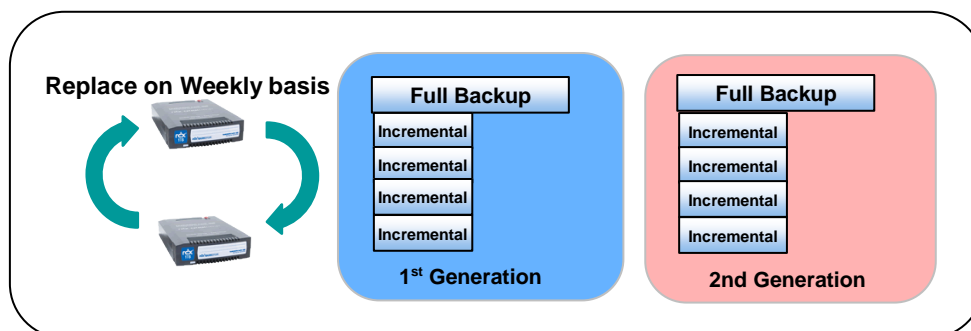 Replace on Weekly basis
Full Backup
Incremental
Incremental
Incremental
Incremental
1st Generation
Full Backup
Incremental
Incremental
Incremental
Incremental
2nd Generation